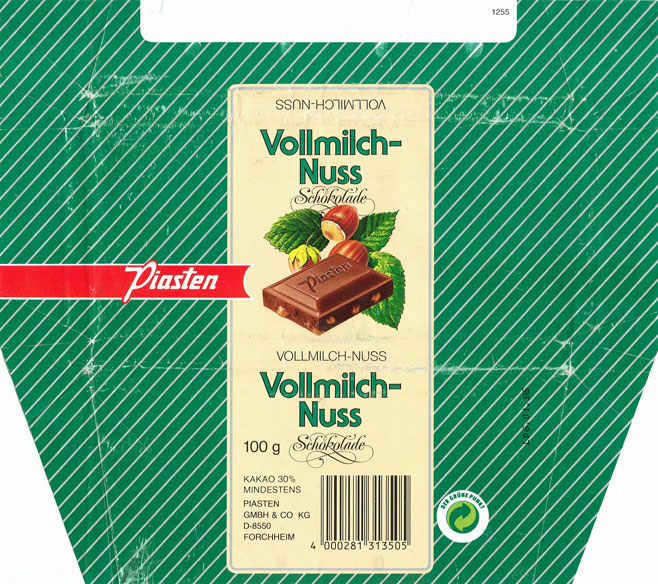 1255
VOLLMILCH-NUSS
Vollmilch-
Nuss
Schokolade
Piasten
Piasten
VOLLMILCH-NUSS
Vollmilch-
Nuss
100 g
Schokolade
KAKAO 30%
MINDESTENS
PIASTEN
GMBH & CO KG
D-8550
FORCHHEIM
4 000281 313505
DER GRÜNE PUNKT